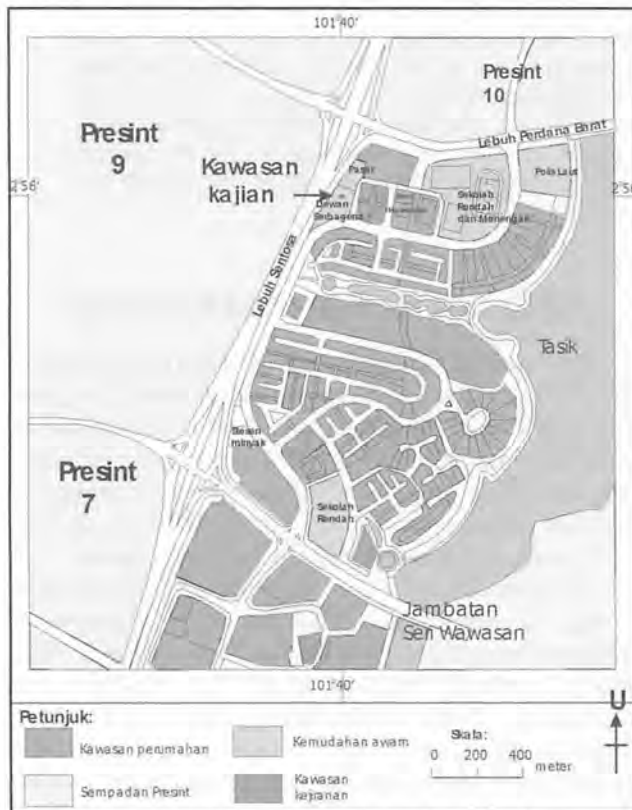 101°40'
Presint
10
Presint
9
Lebuh Perdana Barat
Kawasan
kajian
Pasar
Polis Laut
2°56'
Dewan
Serbaguna
Sekolah
Rendah
dan Menengah
Lebuh Sentosa
Tasik
Stesen
minyak
Presint
7
Sekolah
Rendah
Jambatan
Seri Wawasan
101°40'
U
Petunjuk:
Kawasan perumahan
Kemudahan awam
Skala:
0 200 400
meter
Sempadan Presint
Kawasan
kejiranan